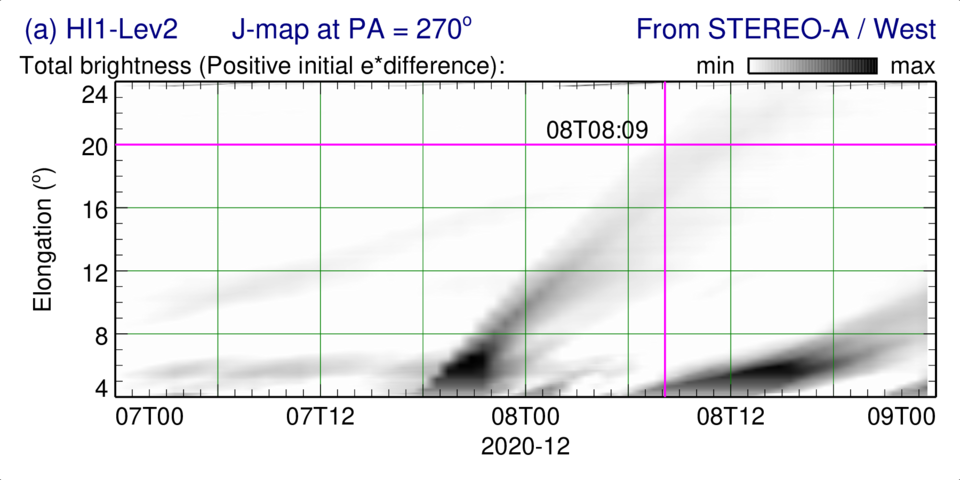 (a) HI1-Lev2 J-map at PA = 270° From STEREO-A / West
Total brightness (Positive initial e*difference): min max
24
08T08:09
20
16
Elongation (°)
12
8
4
07T00 07T12 08T00 08T12 09T00
2020-12